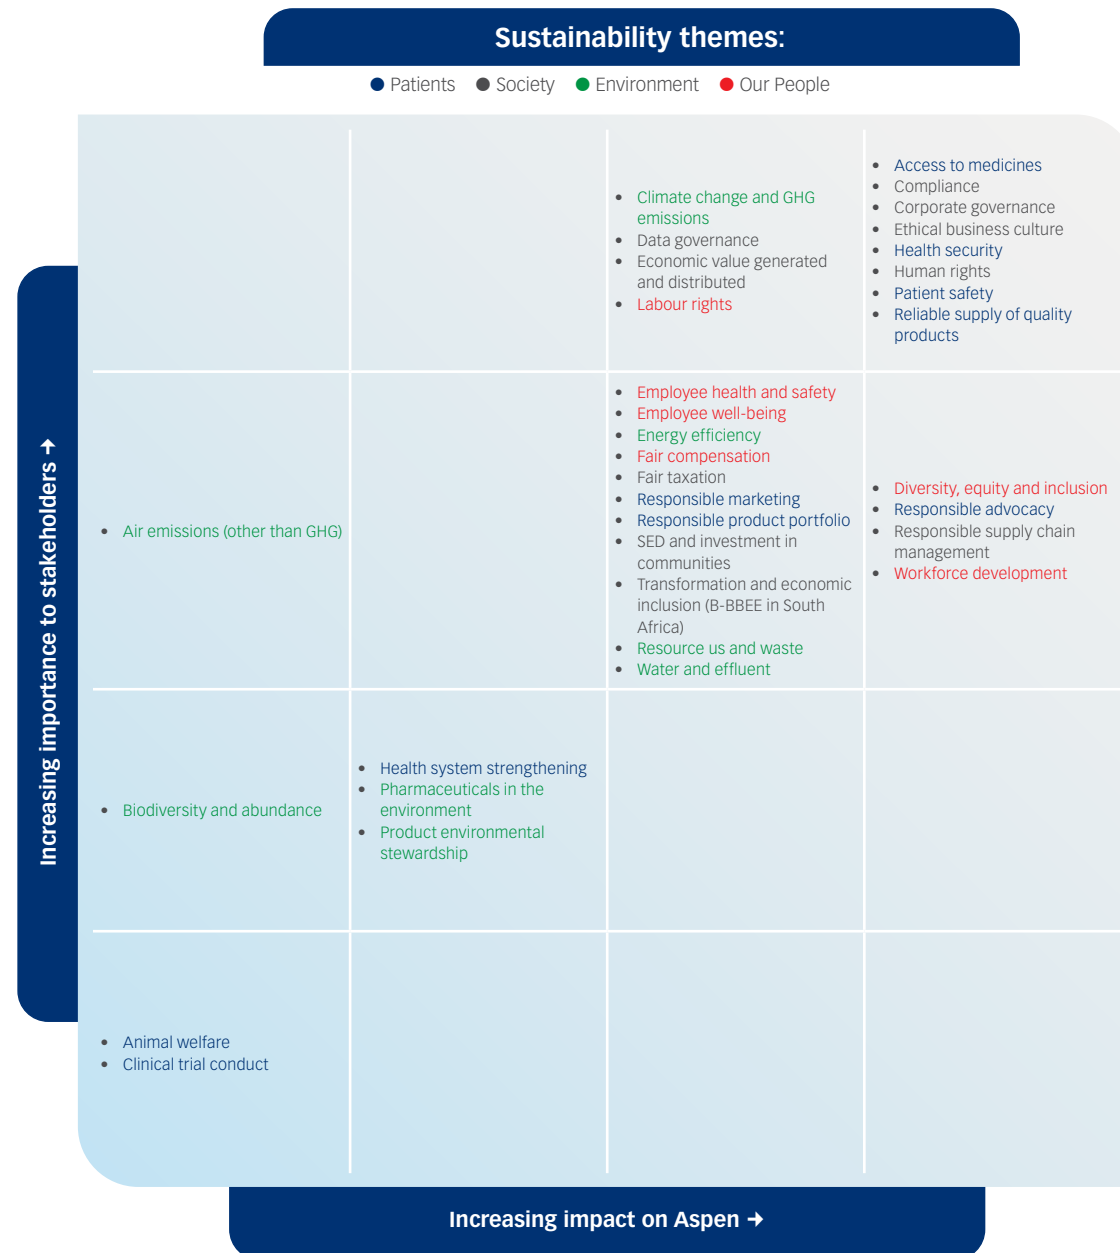 Sustainability themes:
Patients
Society
Environment
Our People
Increasing importance to stakeholders →
Climate change and GHG
emissions
Data governance
Economic value generated
and distributed
Labour rights
Access to medicines
Compliance
Corporate governance
Ethical business culture
Health security
Human rights
Patient safety
Reliable supply of quality
products
Air emissions (other than GHG)
Employee health and safety
Employee well-being
Energy efficiency
Fair compensation
Fair taxation
Responsible marketing
Responsible product portfolio
SED and investment in
communities
Transformation and economic
inclusion (B-BBEE in South
Africa)
Resource us and waste
Water and effluent
Diversity, equity and inclusion
Responsible advocacy
Responsible supply chain
management
Workforce development
Biodiversity and abundance
Health system strengthening
Pharmaceuticals in the
environment
Product environmental
stewardship
Animal welfare
Clinical trial conduct
Increasing impact on Aspen →